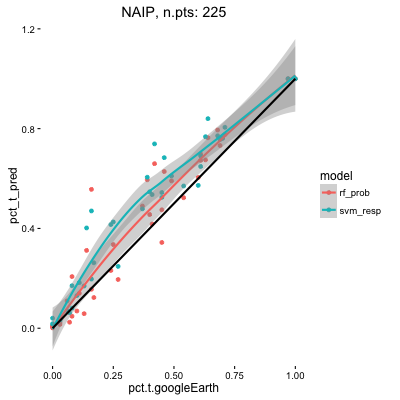 NAIP, n.pts: 225
1.2
0.8
0.4
0.0
pct_t_pred
0.00
0.25
0.50
0.75
1.00
pct.t.googleEarth
model
rf_prob
svm_resp